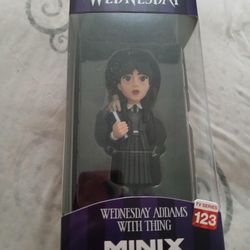 WEDNESDAY
WEDNESDAY ADDAMS
WITH THING
TV SERIES
123
MINIX